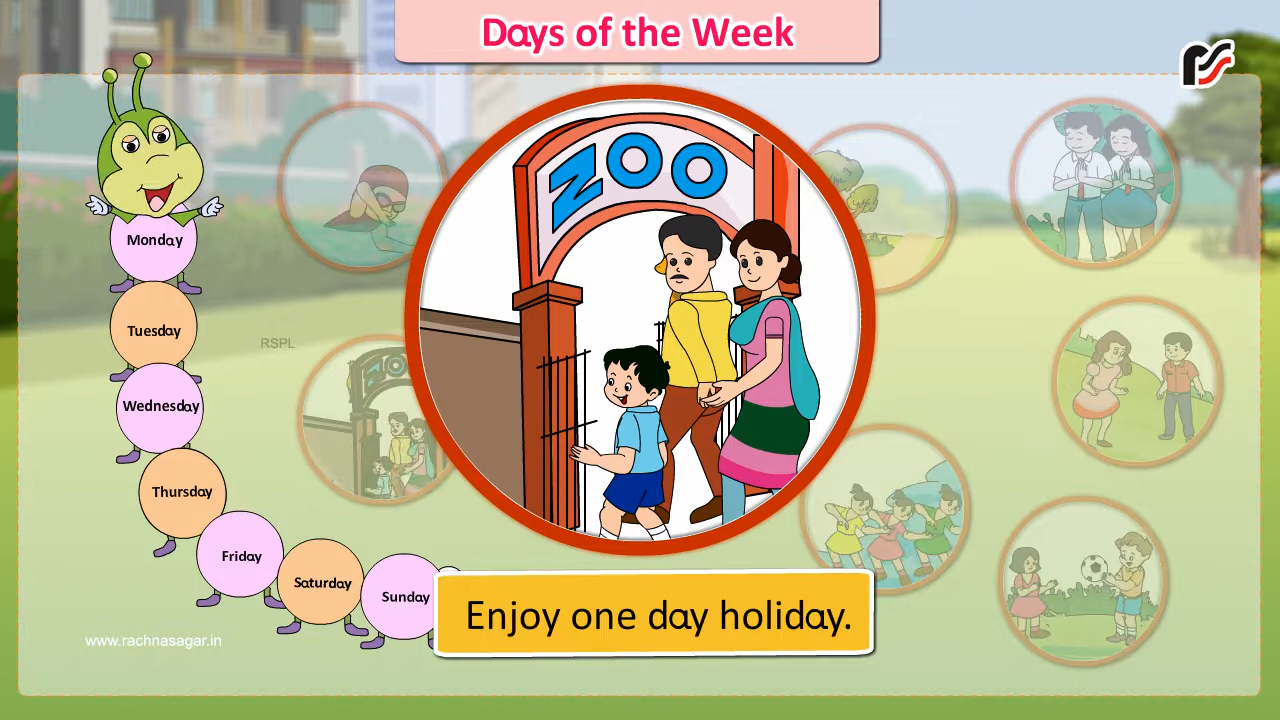 Days of the Week
ZOO
Monday
Tuesday
RSPL
ZOO
Wednesday
Thursday
Friday
Saturday
Sunday
Enjoy one day holiday.
www.rachnasagar.in